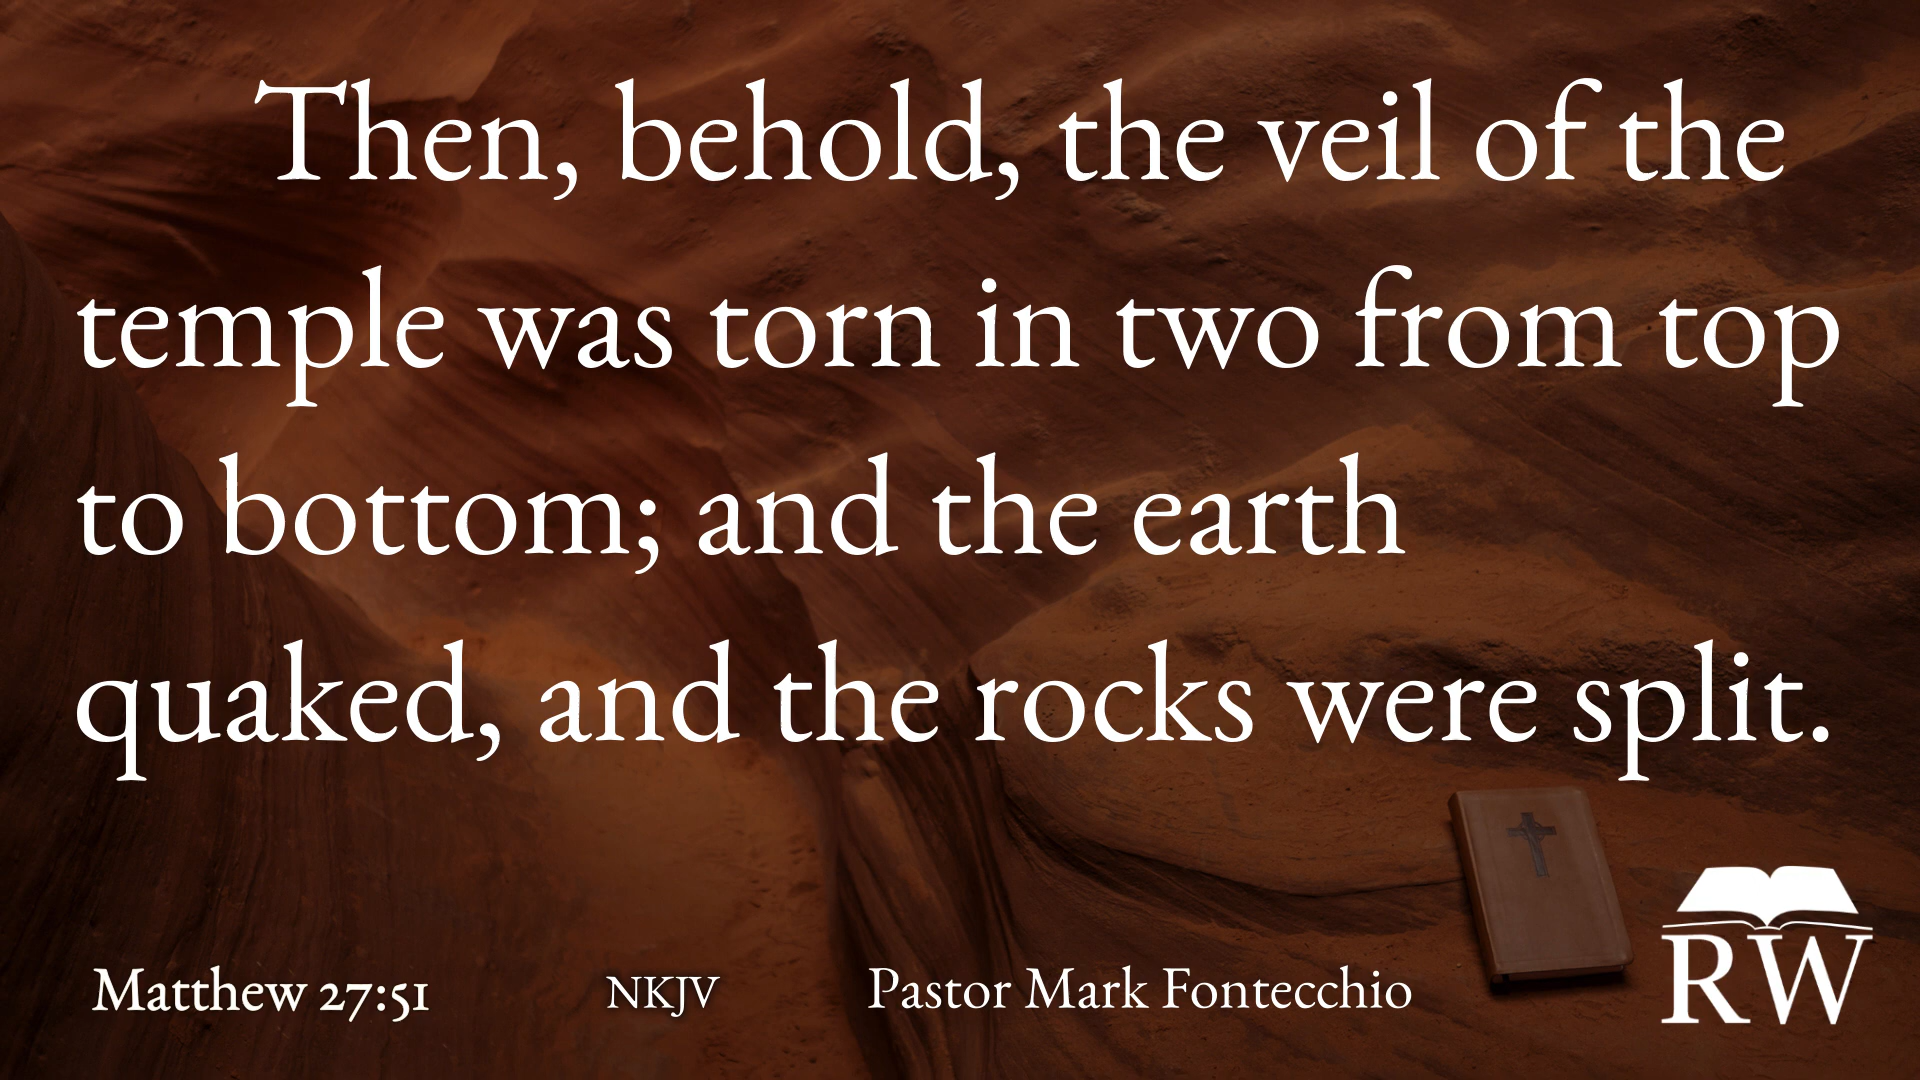 Then, behold, the veil of the
temple was torn in two from top
to bottom; and the earth
quaked, and the rocks were split.
Matthew 27:51 NKJV Pastor Mark Fontecchio
RW